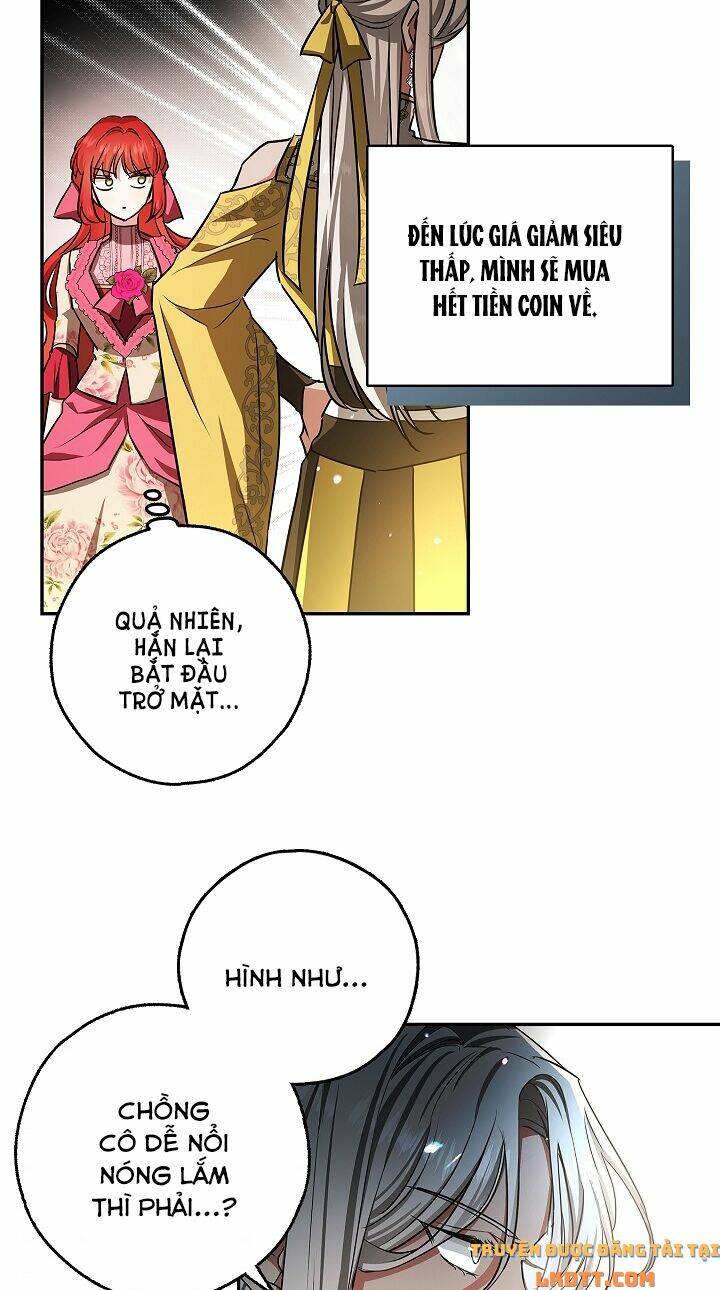 ĐẾN LÚC GIÁ GIẢM SIÊU
THẤP, MÌNH SẼ MUA
HẾT TIỀN COIN VỀ.
QUẢ NHIÊN,
HẮN LẠI
BẮT ĐẦU
TRỞ MẶT...
HÌNH NHƯ...
CHỒNG
CÔ DỄ NỔI
NÓNG LẮM
THÌ PHẢI...?
TRUYỆN ĐƯỢC ĐĂNG TẢI TẠI
LKDTT.COM